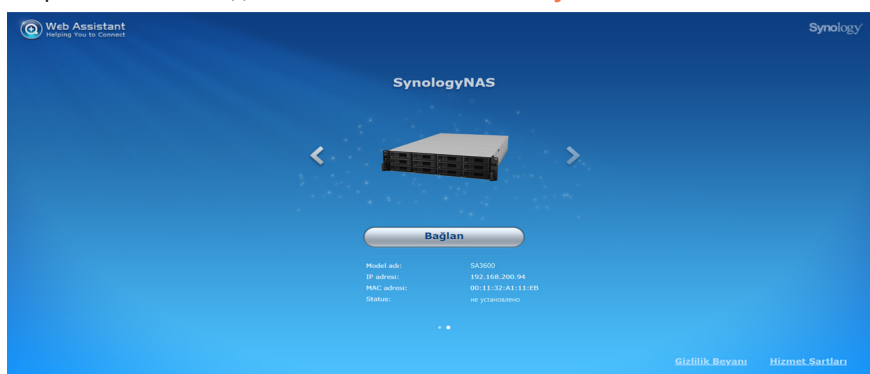 Web Assistant
Helping You to Connect
Synology
SynologyNAS
Bağlan
Model adı: SA3600
IP adresi: 192.168.200.94
MAC adresi: 00:11:32:A1:11:EB
Status: не установлено
Gizlilik Beyanı Hizmet Şartları